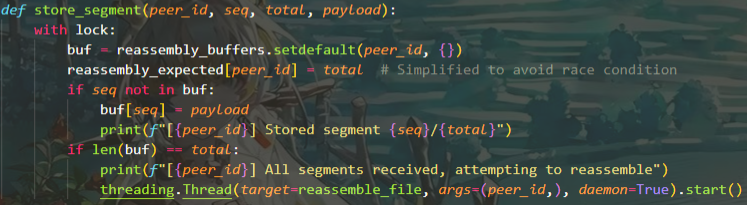 def store_segment(peer_id, seq, total, payload):
    with lock:
        buf = reassembly_buffers.setdefault(peer_id, {})
        reassembly_expected[peer_id] = total  # Simplified to avoid race condition
        if seq not in buf:
            buf[seq] = payload
            print(f"[{peer_id}] Stored segment {seq}/{total}")
        if len(buf) == total:
            print(f"[{peer_id}] All segments received, attempting to reassemble")
            threading.Thread(target=reassemble_file, args=(peer_id,), daemon=True).start()